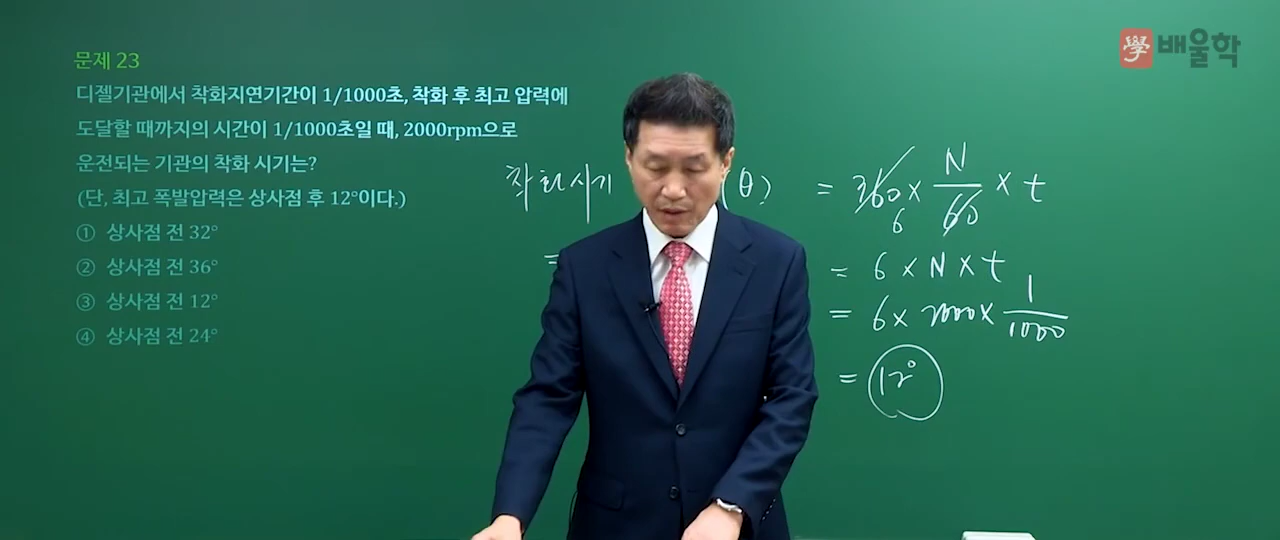 學 배울학
문제 23
디젤기관에서 착화지연기간이 1/1000초, 착화 후 최고 압력에
도달할 때까지의 시간이 1/1000초일 때, 2000rpm으로
운전되는 기관의 착화 시기는?
(단, 최고 폭발압력은 상사점 후 12°이다.)
① 상사점 전 32°
② 상사점 전 36°
③ 상사점 전 12°
④ 상사점 전 24°
착화시기 (θ) = 360 × N/60 × t
6
= = 6 × N × t
= 6 × 2000 × 1/1000
= 12°